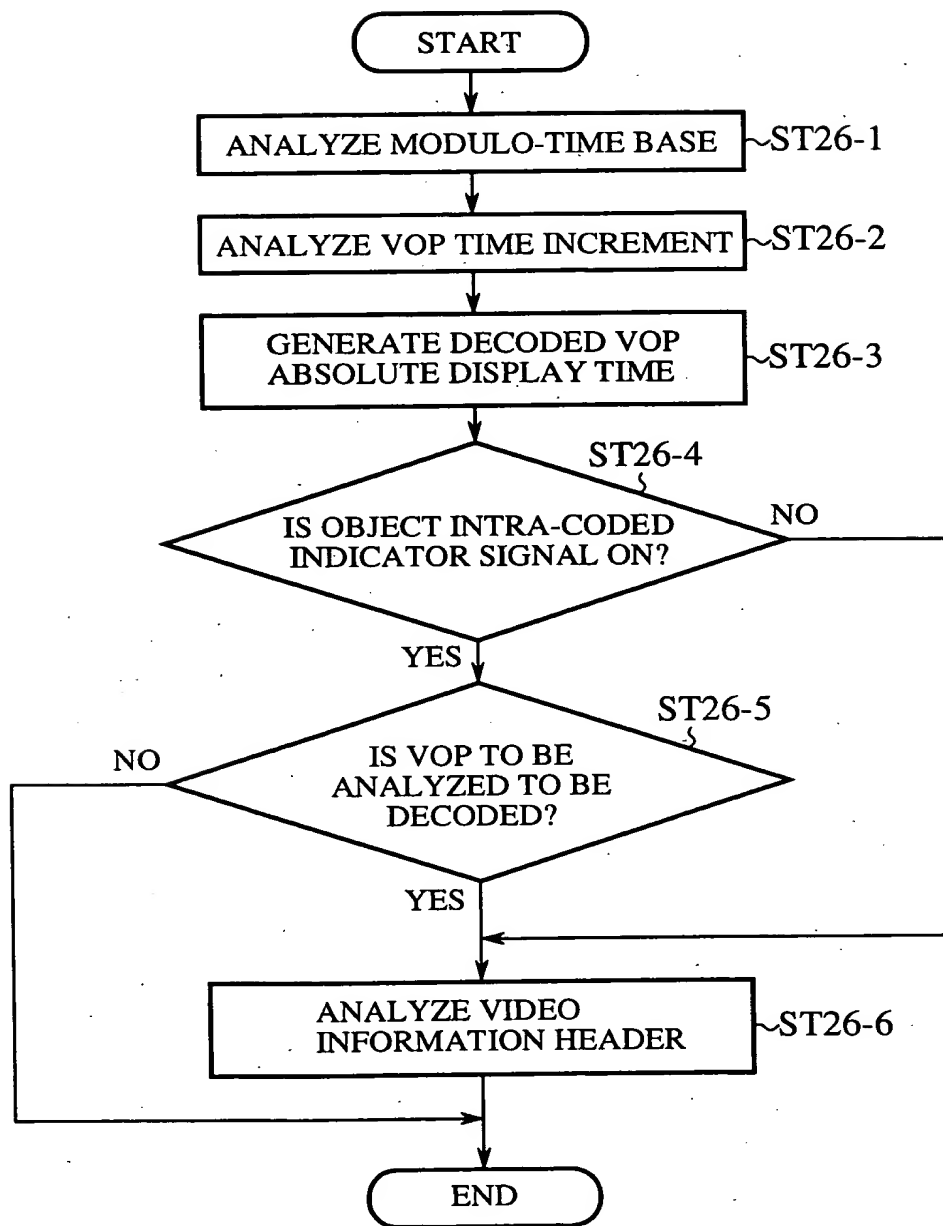 START
ANALYZE MODULO-TIME BASE
ST26-1
ANALYZE VOP TIME INCREMENT
ST26-2
GENERATE DECODED VOP
ABSOLUTE DISPLAY TIME
ST26-3
ST26-4
IS OBJECT INTRA-CODED
INDICATOR SIGNAL ON?
NO
YES
ST26-5
NO
IS VOP TO BE
ANALYZED TO BE
DECODED?
YES
ANALYZE VIDEO
INFORMATION HEADER
ST26-6
END